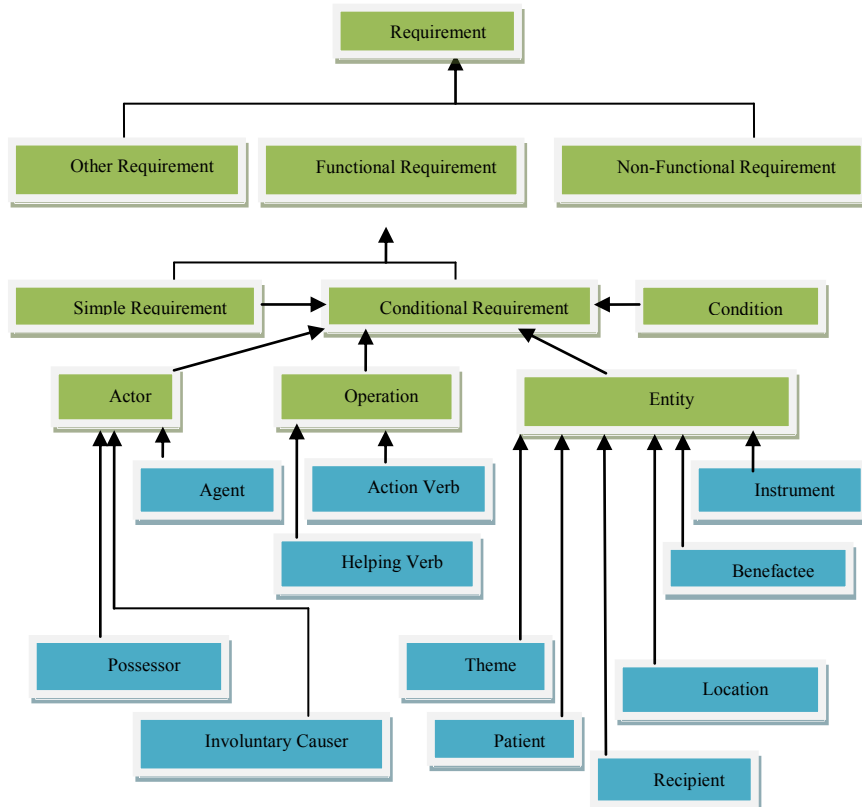 Requirement
Other Requirement
Functional Requirement
Non-Functional Requirement
Simple Requirement
Conditional Requirement
Condition
Actor
Operation
Entity
Agent
Action Verb
Instrument
Helping Verb
Benefactee
Possessor
Theme
Location
Involuntary Causer
Patient
Recipient